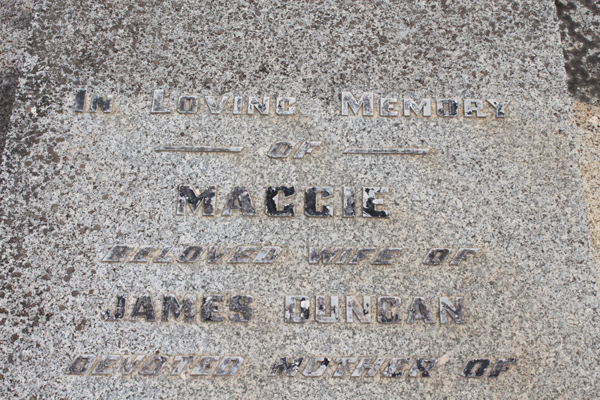 In Loving Memory
OF
MAGGIE
BELOVED WIFE OF
JAMES DUNCAN
DEVOTED MOTHER OF